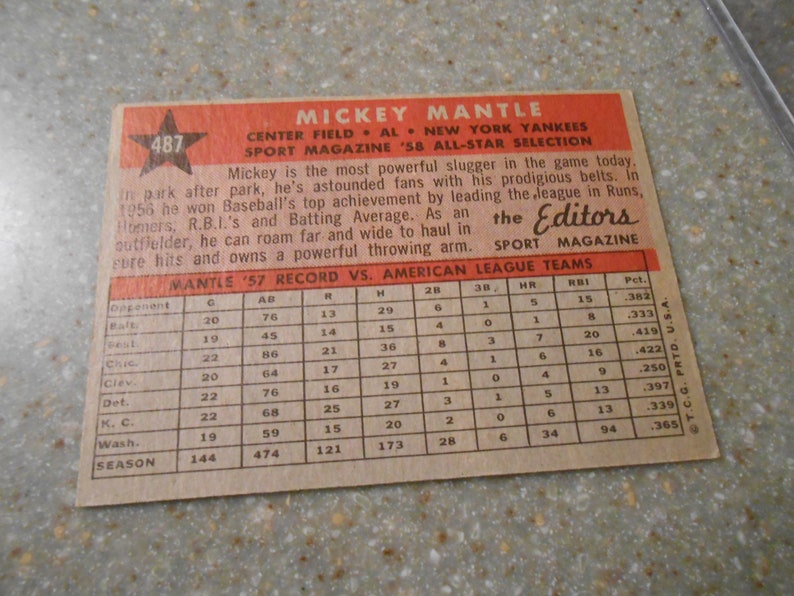 487
MICKEY MANTLE
CENTER FIELD • AL • NEW YORK YANKEES
SPORT MAGAZINE '58 ALL-STAR SELECTION
Mickey is the most powerful slugger in the game today.
In park after park, he's astounded fans with his prodigious belts. In
1956 he won Baseball's top achievement by leading the league in Runs,
Homers, R.B.I.'s and Batting Average. As an
outfielder, he can roam far and wide to haul in
sure hits and owns a powerful throwing arm.
the Editors
SPORT MAGAZINE
MANTLE '57 RECORD VS. AMERICAN LEAGUE TEAMS
Opponent G AB R H 2B 3B HR RBI Pct.
Balt. 20 76 13 29 6 1 5 15 .382
Bost. 19 45 14 15 4 0 1 8 .333
Chic. 22 86 21 36 8 3 7 20 .419
Clev. 20 64 17 27 4 1 6 16 .422
Det. 22 76 16 19 1 0 4 9 .250
K. C. 22 68 25 27 3 1 5 13 .397
Wash. 19 59 15 20 2 0 6 13 .339
SEASON 144 474 121 173 28 6 34 94 .365
© T.C.G. PRTD. U.S.A.